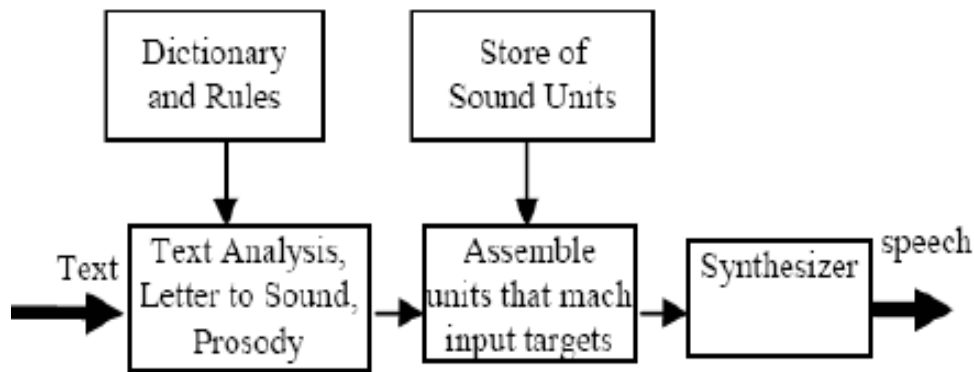 Dictionary
and Rules
Store of
Sound Units
Text
Text Analysis,
Letter to Sound,
Prosody
Assemble
units that mach
input targets
Synthesizer
speech